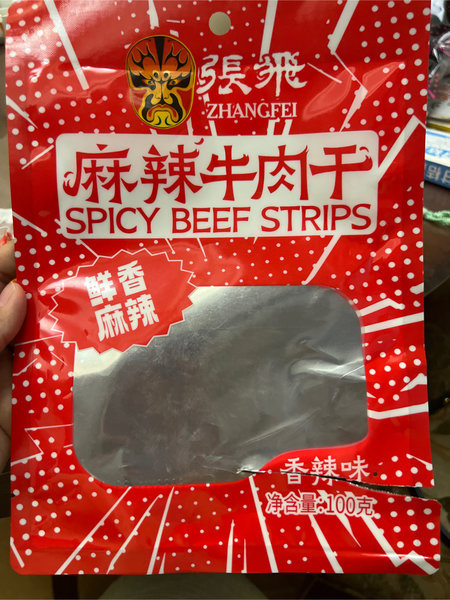 張飛
ZHANGFEI
麻辣牛肉干
SPICY BEEF STRIPS
鲜香
麻辣
香辣味
净含量:100克